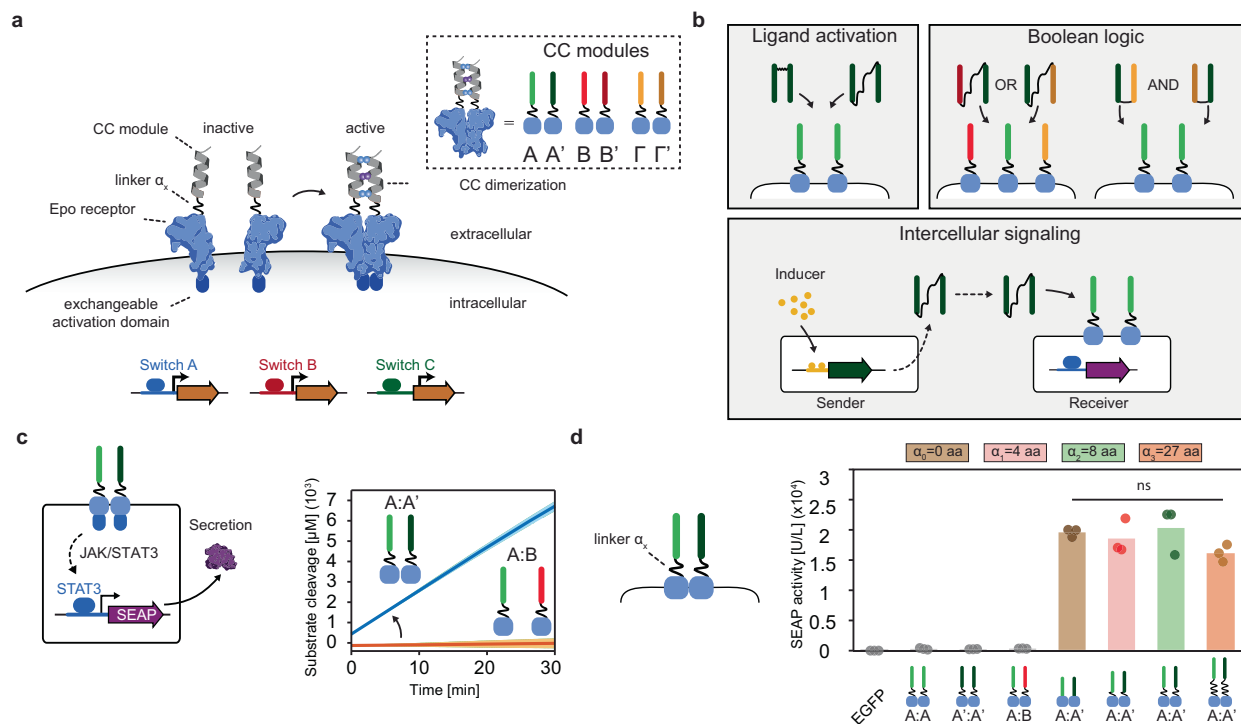 a
CC modules
CC module
inactive
active
=
A A' B B' Γ Γ'
linker αx
CC dimerization
Epo receptor
extracellular
exchangeable
activation domain
intracellular
Switch A
Switch B
Switch C
b
Ligand activation
Boolean logic
OR
AND
Intercellular signaling
Inducer
Sender
Receiver
c
Secretion
JAK/STAT3
STAT3
SEAP
Substrate cleavage [µM] (10³)
7
6
5
4
3
2
1
0
A:A'
A:B
0 10 20 30
Time [min]
d
linker αx
α0=0 aa
α1=4 aa
α2=8 aa
α3=27 aa
SEAP activity [U/L] (x10⁴)
3
2.5
2
1.5
1
0.5
0
ns
EGFP
A:A
A':A'
A:B
A:A'
A:A'
A:A'
A:A'